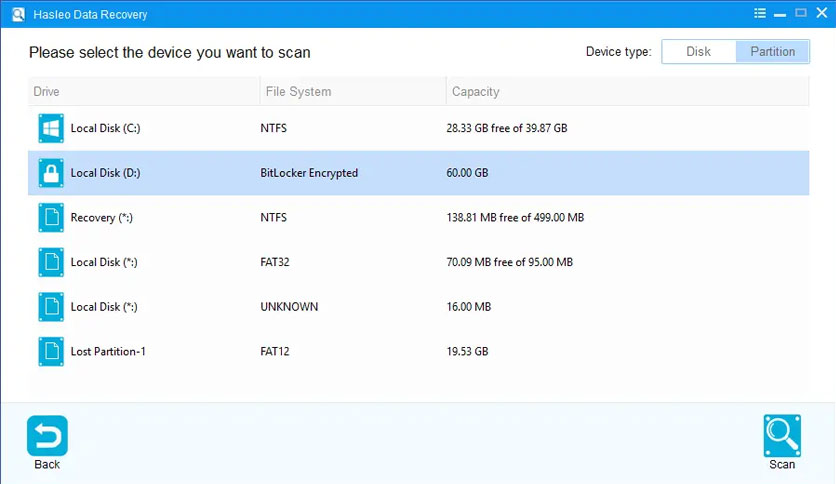 Hasleo Data Recovery
Please select the device you want to scan
Device type: Disk Partition
Drive File System Capacity
Local Disk (C:) NTFS 28.33 GB free of 39.87 GB
Local Disk (D:) BitLocker Encrypted 60.00 GB
Recovery (*:) NTFS 138.81 MB free of 499.00 MB
Local Disk (*:) FAT32 70.09 MB free of 95.00 MB
Local Disk (*:) UNKNOWN 16.00 MB
Lost Partition-1 FAT12 19.53 GB
Back Scan